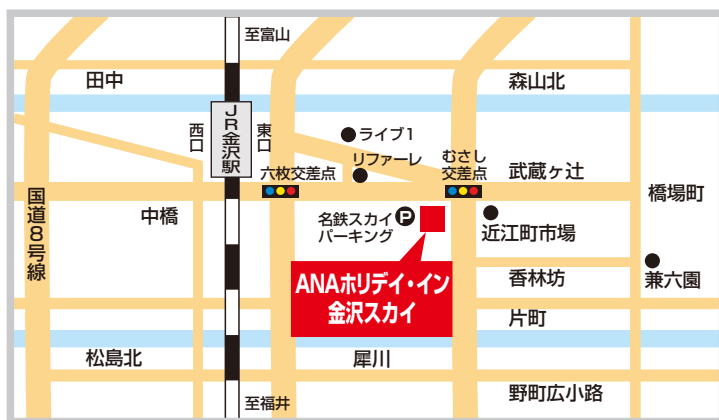 至富山
田中
森山北
JR金沢駅
西口
東口
ライブ1
リファーレ
六枚交差点
むさし
交差点
武蔵ヶ辻
橋場町
国道8号線
中橋
名鉄スカイ
パーキング
P
近江町市場
ANAホリデイ・イン
金沢スカイ
香林坊
兼六園
片町
松島北
犀川
野町広小路
至福井